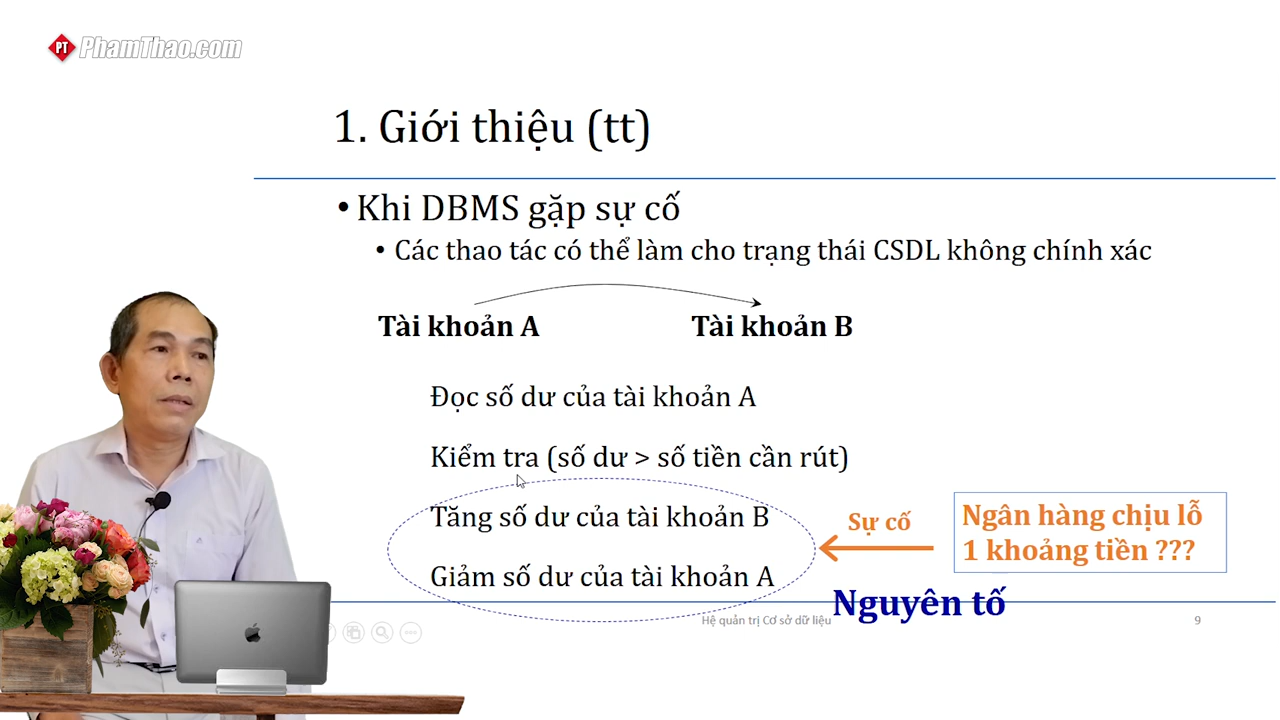 PT PhamThao.com
1. Giới thiệu (tt)
• Khi DBMS gặp sự cố
• Các thao tác có thể làm cho trạng thái CSDL không chính xác
Tài khoản A Tài khoản B
Đọc số dư của tài khoản A
Kiểm tra (số dư > số tiền cần rút)
Tăng số dư của tài khoản B
Giảm số dư của tài khoản A
Sự cố
Ngân hàng chịu lỗ
1 khoảng tiền ???
Nguyên tố
Hệ quản trị Cơ sở dữ liệu
9